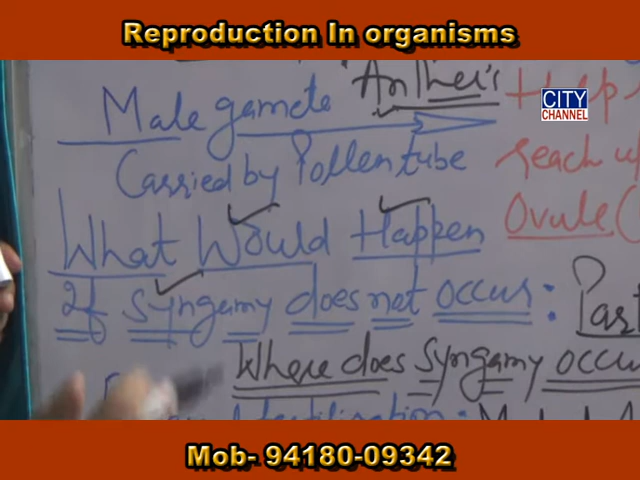 Reproduction In organisms
Anther's
Male gamete
Help
CITY
CHANNEL
Carried by Pollen tube
reach up
What Would Happen
Ovule (
If syngamy does not occur:
Where does syngamy occur
Mob- 94180-09342